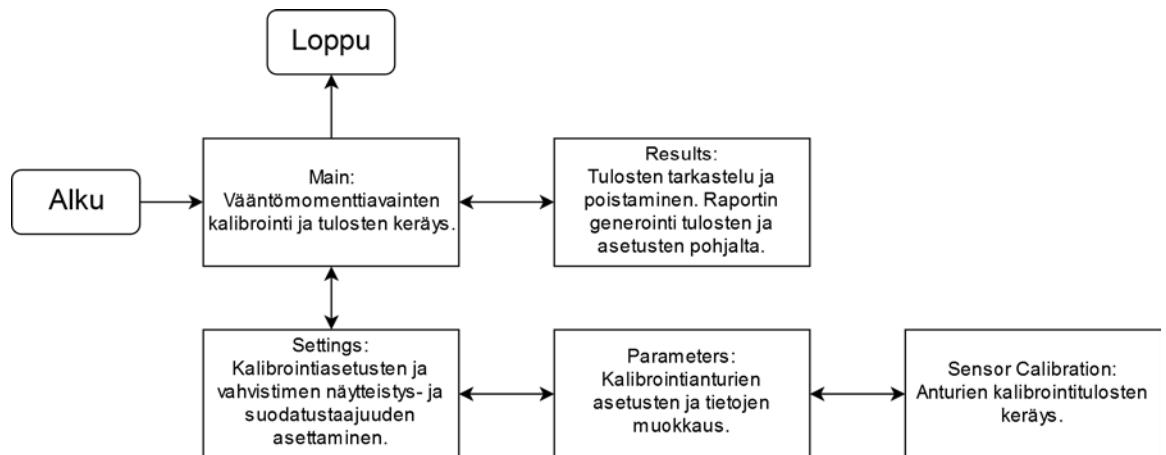 Loppu
Alku
Main:
Vääntömomenttiavainten
kalibrointi ja tulosten keräys.
Results:
Tulosten tarkastelu ja
poistaminen. Raportin
generointi tulosten ja
asetusten pohjalta.
Settings:
Kalibrointiasetusten ja
vahvistimen näytteistys- ja
suodatustaajuuden
asettaminen.
Parameters:
Kalibrointianturien
asetusten ja tietojen
muokkaus.
Sensor Calibration:
Anturien kalibrointitulosten
keräys.